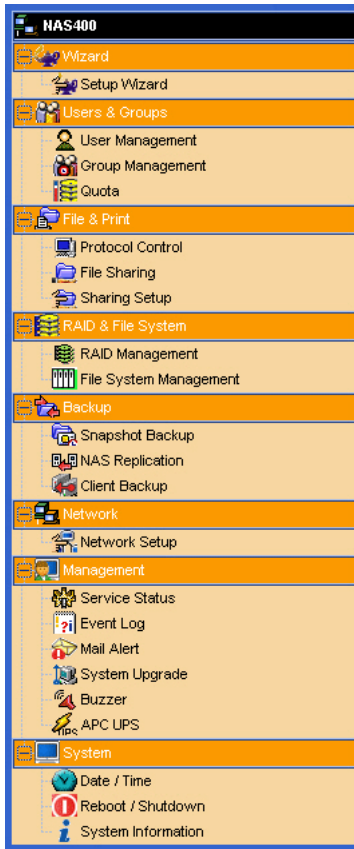 NAS400
Wizard
Setup Wizard
Users & Groups
User Management
Group Management
Quota
File & Print
Protocol Control
File Sharing
Sharing Setup
RAID & File System
RAID Management
File System Management
Backup
Snapshot Backup
NAS Replication
Client Backup
Network
Network Setup
Management
Service Status
Event Log
Mail Alert
System Upgrade
Buzzer
UPS APC UPS
System
Date / Time
Reboot / Shutdown
System Information